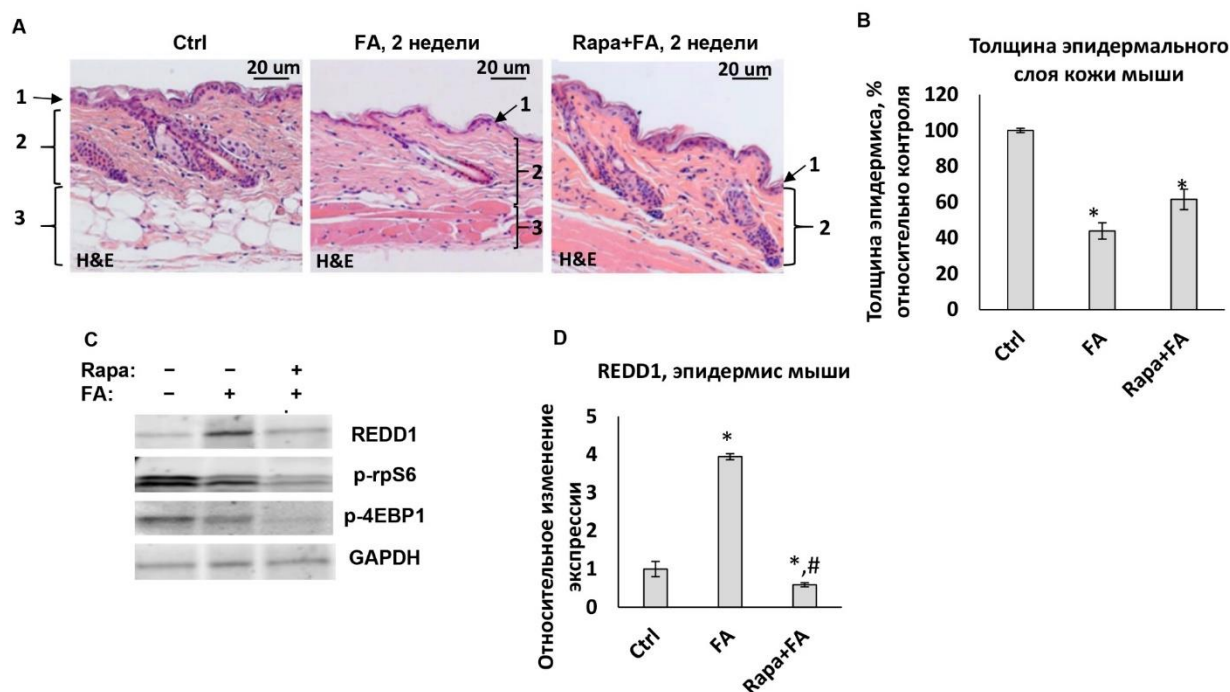 A
Ctrl
FA, 2 недели
Rapa+FA, 2 недели
20 um
20 um
20 um
1
2
3
H&E
1
2
3
H&E
1
2
H&E
B
Толщина эпидермального
слоя кожи мыши
Толщина эпидермиса, %
относительно контроля
120
100
80
60
40
20
0
*
*
Ctrl
FA
Rapa+FA
C
Rapa: – – +
FA: – + +
REDD1
p-rpS6
p-4EBP1
GAPDH
D
REDD1, эпидермис мыши
Относительное изменение
экспрессии
5
4
3
2
1
0
*
*,#
Ctrl
FA
Rapa+FA